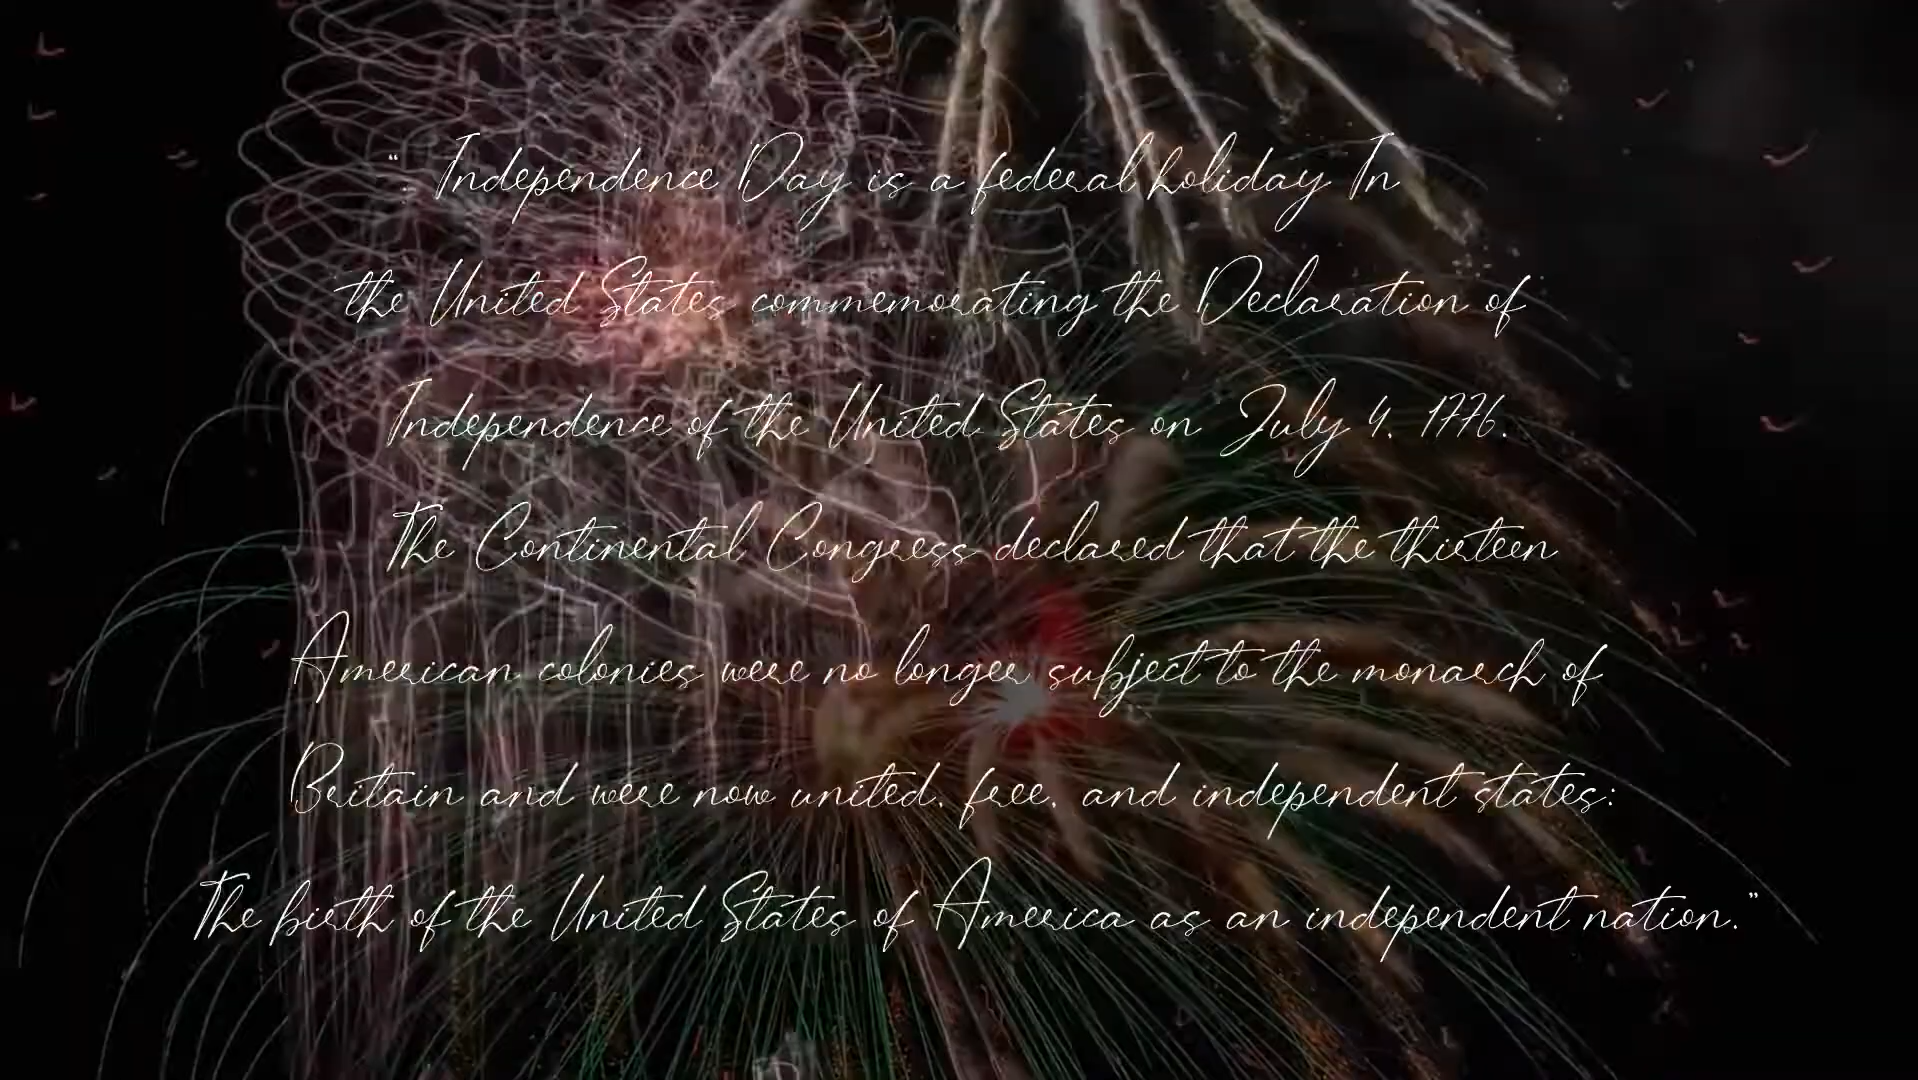 “ Independence Day is a federal holiday In
the United States commemorating the Declaration of
Independence of the United States on July 4, 1776.
The Continental Congress declared that the thirteen
American colonies were no longer subject to the monarch of
Britain and were now united, free, and independent states:
The birth of the United States of America as an independent nation.”